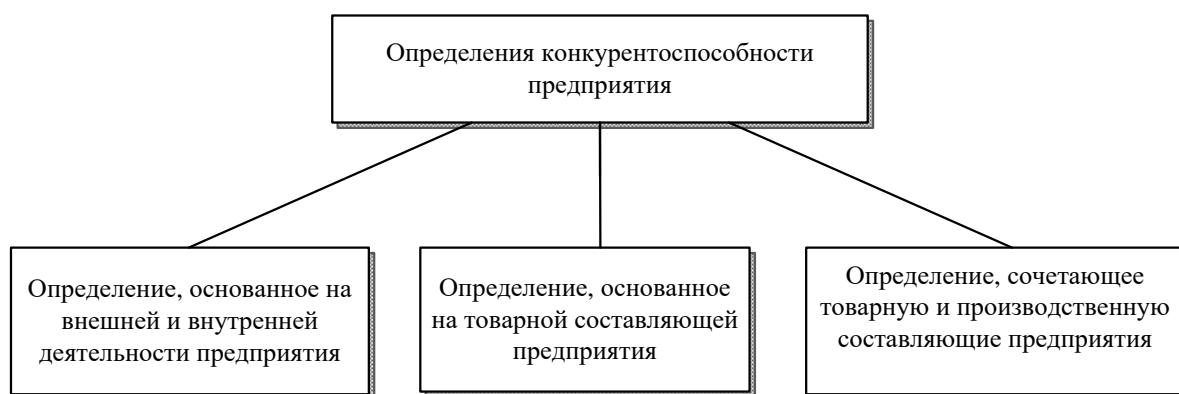 Определения конкурентоспособности
предприятия
Определение, основанное на
внешней и внутренней
деятельности предприятия
Определение, основанное
на товарной составляющей
предприятия
Определение, сочетающее
товарную и производственную
составляющие предприятия